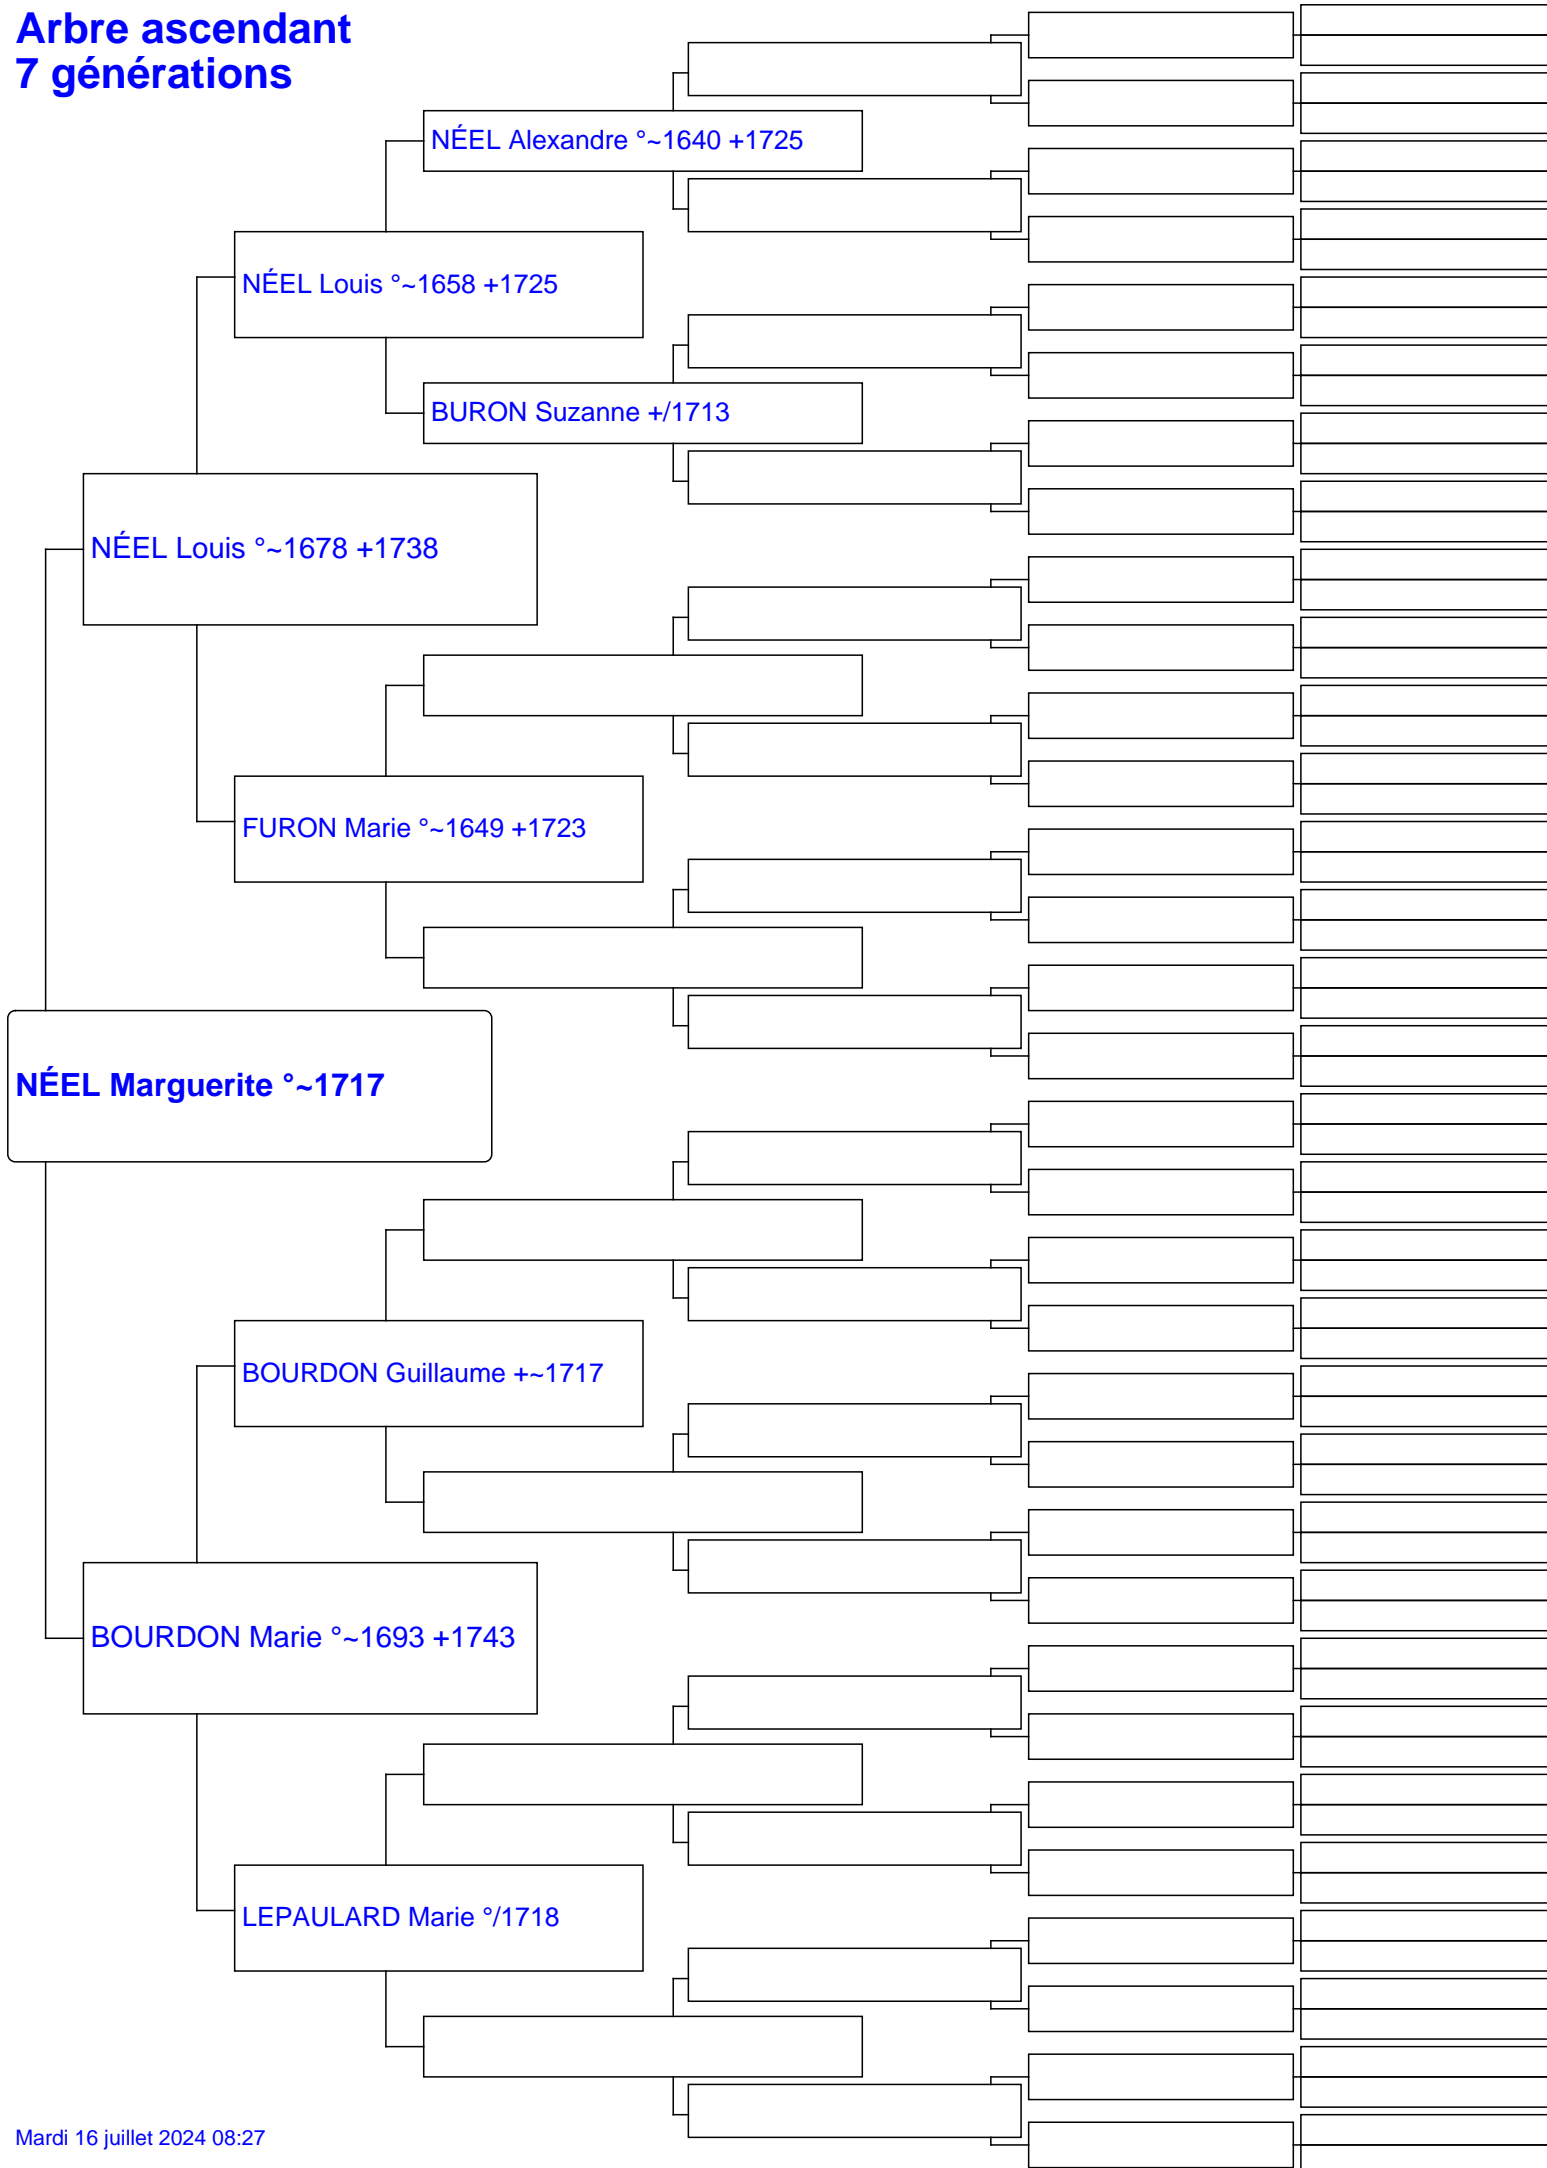 Arbre ascendant
7 générations
NÉEL Alexandre °~1640 +1725
NÉEL Louis °~1658 +1725
BURON Suzanne +/1713
NÉEL Louis °~1678 +1738
FURON Marie °~1649 +1723
NÉEL Marguerite °~1717
BOURDON Guillaume +~1717
BOURDON Marie °~1693 +1743
LEPAULARD Marie °/1718
Mardi 16 juillet 2024 08:27